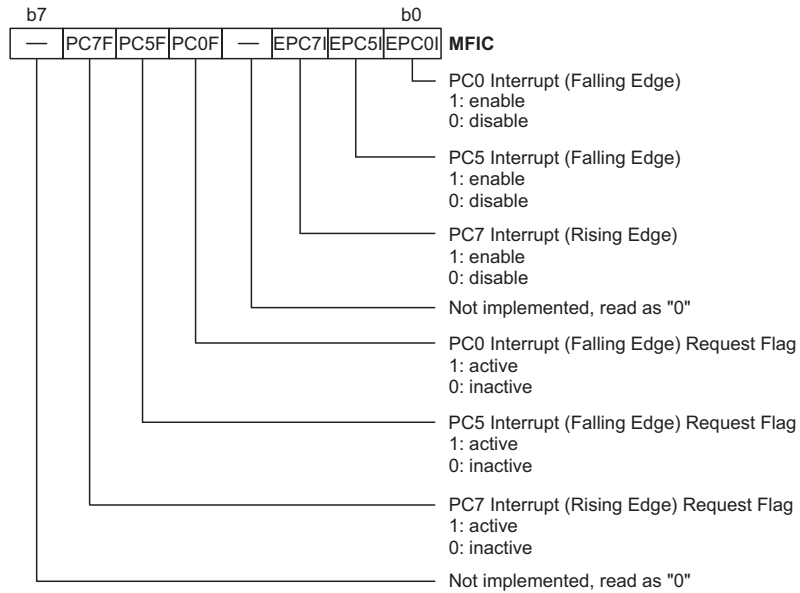 b7 b0
— PC7F PC5F PC0F — EPC7I EPC5I EPC0I MFIC
PC0 Interrupt (Falling Edge)
1: enable
0: disable
PC5 Interrupt (Falling Edge)
1: enable
0: disable
PC7 Interrupt (Rising Edge)
1: enable
0: disable
Not implemented, read as "0"
PC0 Interrupt (Falling Edge) Request Flag
1: active
0: inactive
PC5 Interrupt (Falling Edge) Request Flag
1: active
0: inactive
PC7 Interrupt (Rising Edge) Request Flag
1: active
0: inactive
Not implemented, read as "0"